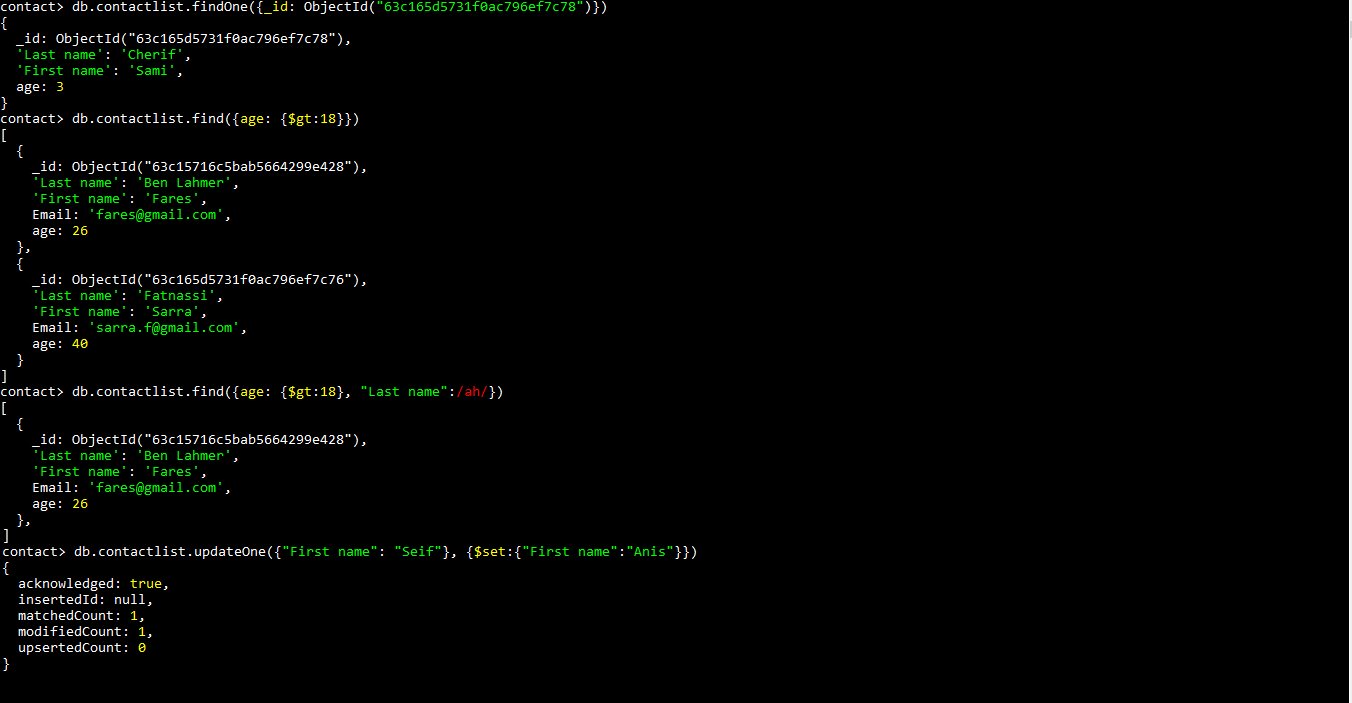 contact> db.contactlist.findOne({_id: ObjectId("63c165d5731f0ac796ef7c78")})
{
  _id: ObjectId("63c165d5731f0ac796ef7c78"),
  'Last name': 'Cherif',
  'First name': 'Sami',
  age: 3
}
contact> db.contactlist.find({age: {$gt:18}})
[
  {
    _id: ObjectId("63c15716c5bab5664299e428"),
    'Last name': 'Ben Lahmer',
    'First name': 'Fares',
    Email: 'fares@gmail.com',
    age: 26
  },
  {
    _id: ObjectId("63c165d5731f0ac796ef7c76"),
    'Last name': 'Fatnassi',
    'First name': 'Sarra',
    Email: 'sarra.f@gmail.com',
    age: 40
  }
]
contact> db.contactlist.find({age: {$gt:18}, "Last name":/ah/})
[
  {
    _id: ObjectId("63c15716c5bab5664299e428"),
    'Last name': 'Ben Lahmer',
    'First name': 'Fares',
    Email: 'fares@gmail.com',
    age: 26
  },
]
contact> db.contactlist.updateOne({"First name": "Seif"}, {$set:{"First name":"Anis"}})
{
  acknowledged: true,
  insertedId: null,
  matchedCount: 1,
  modifiedCount: 1,
  upsertedCount: 0
}